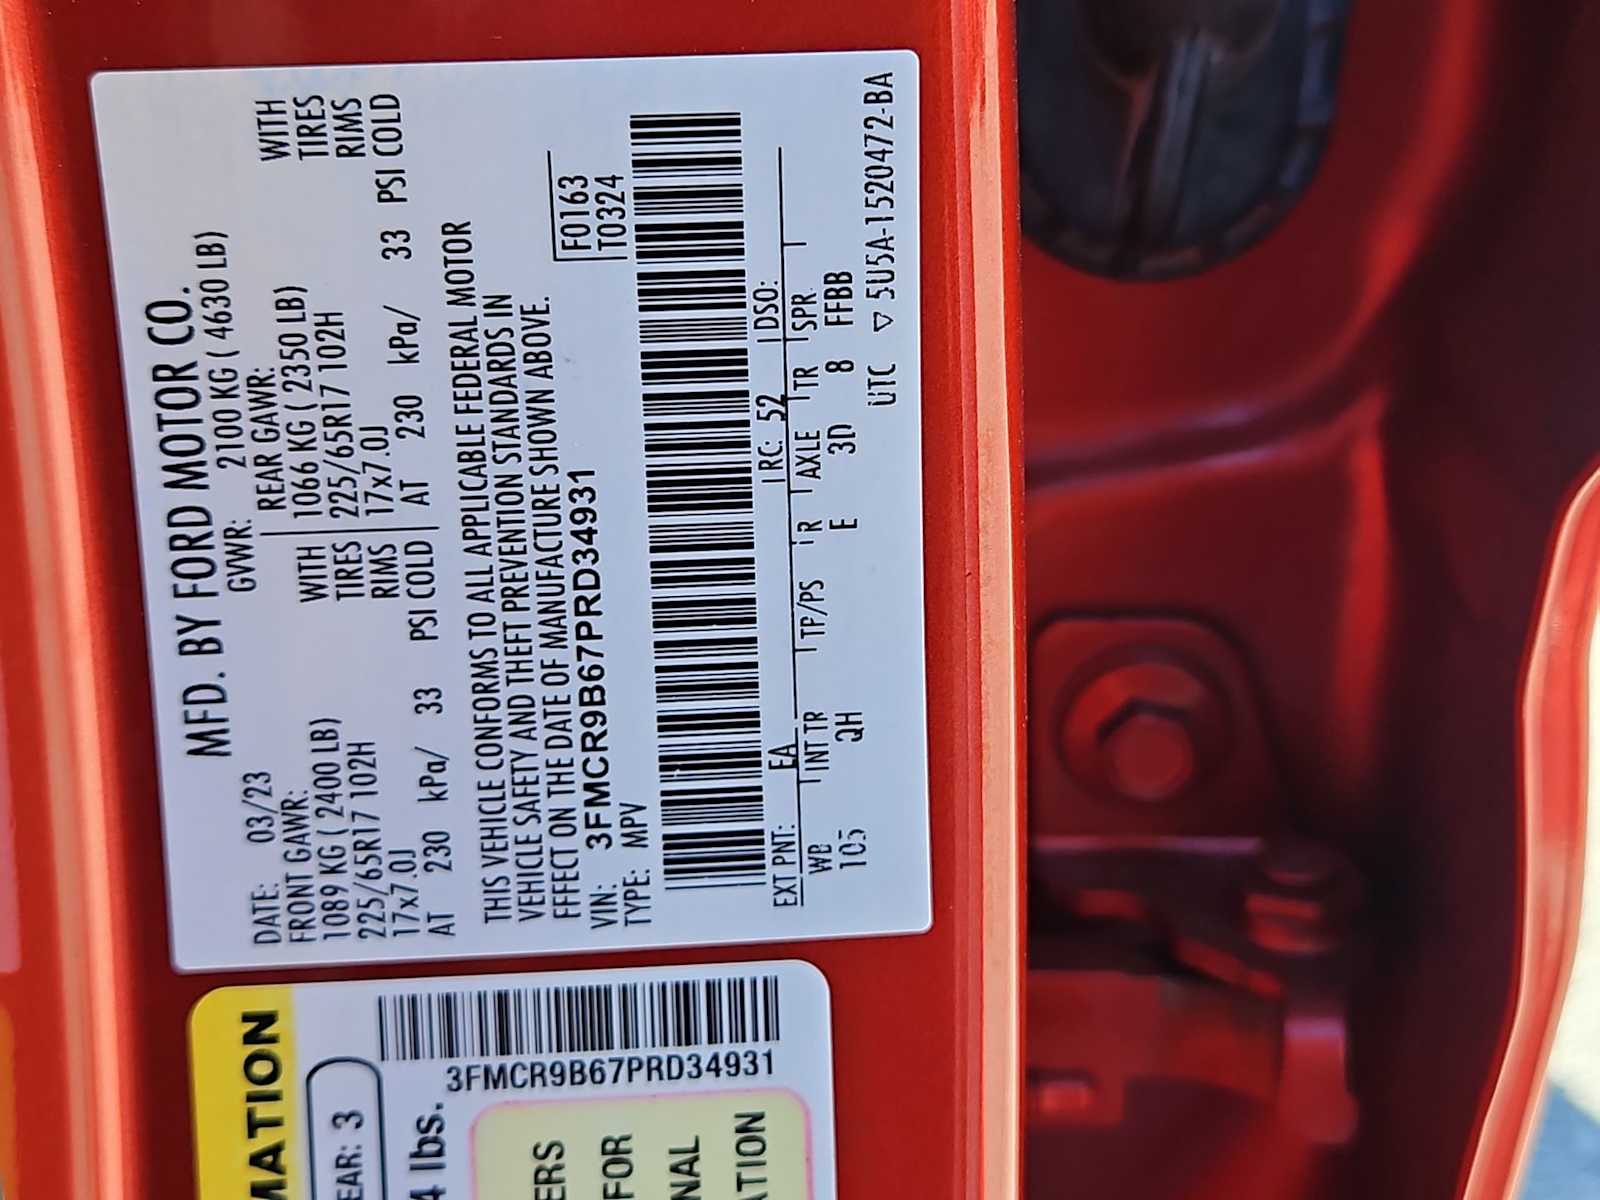 MFD. BY FORD MOTOR CO.
DATE: 03/23 GVWR: 2100 KG ( 4630 LB)
FRONT GAWR: REAR GAWR:
1089 KG ( 2400 LB) WITH 1066 KG ( 2350 LB) WITH
225/65R17 102H TIRES 225/65R17 102H TIRES
17x7.0J RIMS 17x7.0J RIMS
AT 230 kPa/ 33 PSI COLD AT 230 kPa/ 33 PSI COLD
THIS VEHICLE CONFORMS TO ALL APPLICABLE FEDERAL MOTOR
VEHICLE SAFETY AND THEFT PREVENTION STANDARDS IN
EFFECT ON THE DATE OF MANUFACTURE SHOWN ABOVE.
VIN: 3FMCR9B67PRD34931 F0163
TYPE: MPV T0324
EXT PNT: EA RC: 52 DSO:
WB INT TR TP/PS R AXLE TR SPR
105 QH E 3D 8 FFBB
UTC ▽ 5U5A-1520472-BA
MATION
EAR: 3
3FMCR9B67PRD34931
4 lbs.
ERS
FOR
NAL
TION